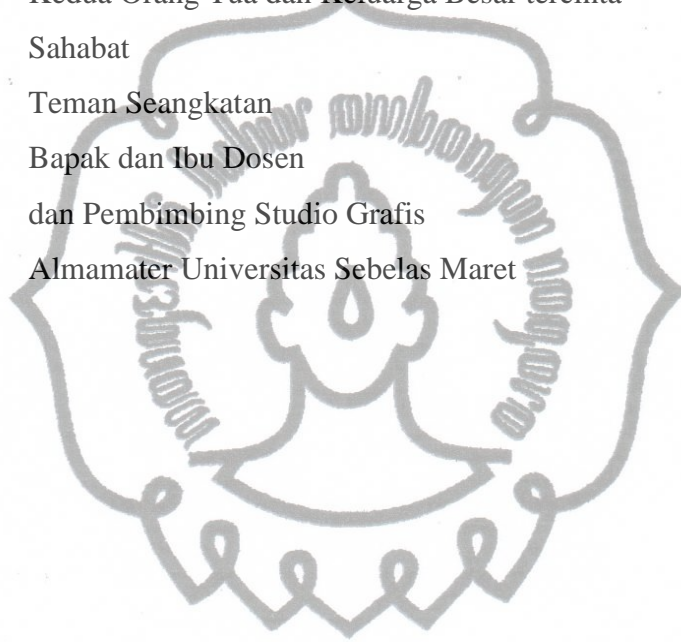 Kedua Orang Tua dan Keluarga Besar tercinta
Sahabat
Teman Seangkatan
Bapak dan Ibu Dosen
dan Pembimbing Studio Grafis
Almamater Universitas Sebelas Maret